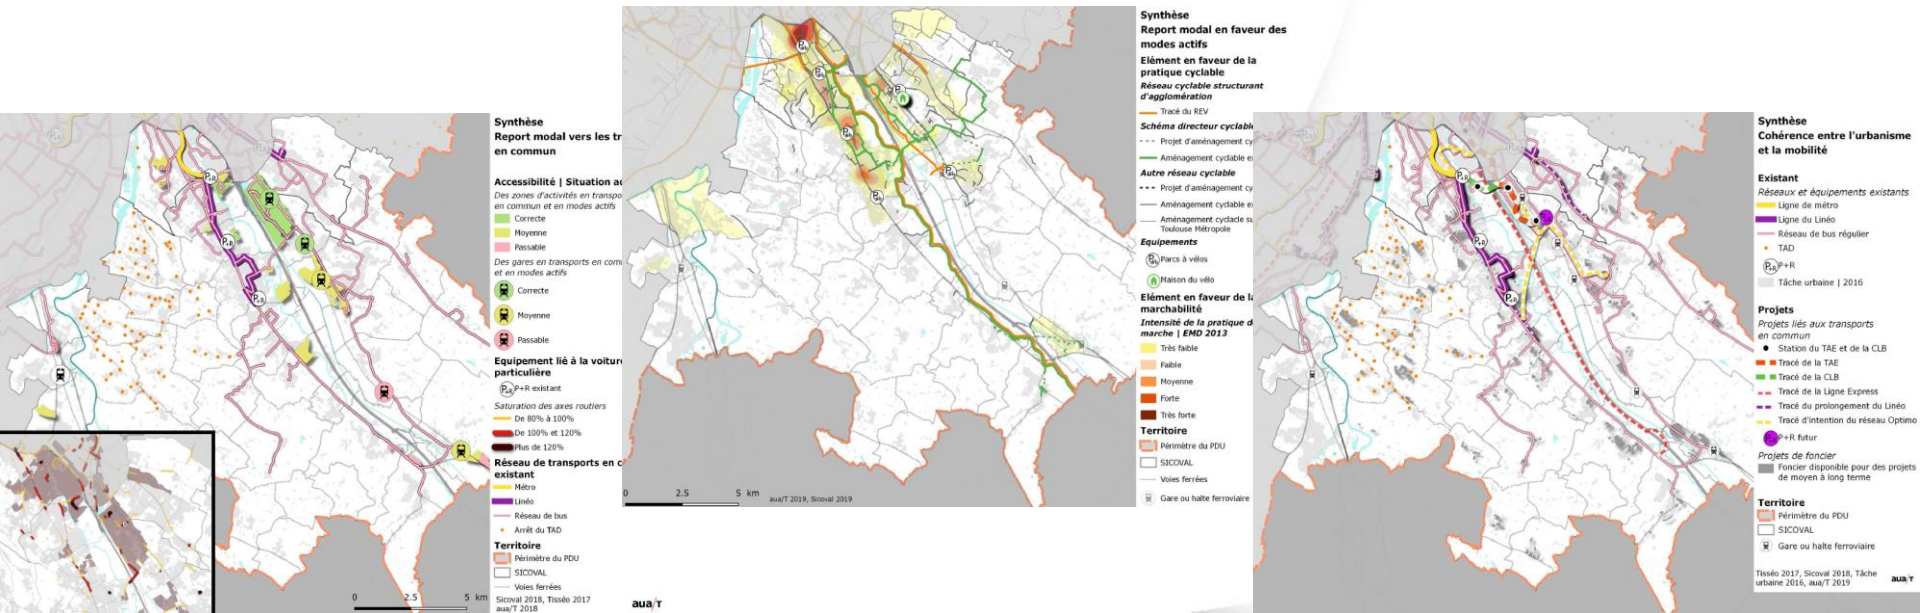 Synthèse
Report modal vers les tr
en commun
Accessibilité | Situation ac
Des zones d'activités en transpo
en commun et en modes actifs
Correcte
Moyenne
Passable
Des gares en transports en com
et en modes actifs
Correcte
Moyenne
Passable
Equipement lié à la voiture
particulière
P+R existant
Saturation des axes routiers
De 80% à 100%
De 100% et 120%
Plus de 120%
Réseau de transports en c
existant
Métro
Linéo
Réseau de bus
Arrêt du TAD
Territoire
Périmètre du PDU
SICOVAL
Voies ferrées
Sicoval 2018, Tisséo 2017
aua/T 2018
0 2.5 5 km
P+R
P+R
P+R
Synthèse
Report modal en faveur des
modes actifs
Elément en faveur de la
pratique cyclable
Réseau cyclable structurant
d'agglomération
Tracé du REV
Schéma directeur cyclable
Projet d'aménagement cy
Aménagement cyclable ex
Autre réseau cyclable
Projet d'aménagement cy
Aménagement cyclable ex
Aménagement cyclacle su
Toulouse Métropole
Equipements
Parcs à vélos
Maison du vélo
Elément en faveur de la
marchabilité
Intensité de la pratique de
marche | EMD 2013
Très faible
Faible
Moyenne
Forte
Très forte
Territoire
Périmètre du PDU
SICOVAL
Voies ferrées
Gare ou halte ferroviaire
0 2.5 5 km
aua/T 2019, Sicoval 2019
aua/T
Synthèse
Cohérence entre l'urbanisme
et la mobilité
Existant
Réseaux et équipements existants
Ligne de métro
Ligne du Linéo
Réseau de bus régulier
TAD
P+R
Tâche urbaine | 2016
Projets
Projets liés aux transports
en commun
Station du TAE et de la CLB
Tracé de la TAE
Tracé de la CLB
Tracé de la Ligne Express
Tracé du prolongement du Linéo
Tracé d'intention du réseau Optimo
P+R futur
Projets de foncier
Foncier disponible pour des projets
de moyen à long terme
Territoire
Périmètre du PDU
SICOVAL
Gare ou halte ferroviaire
Tisséo 2017, Sicoval 2018, Tâche
urbaine 2016, aua/T 2019
aua/T
P+R
P+R
P+R